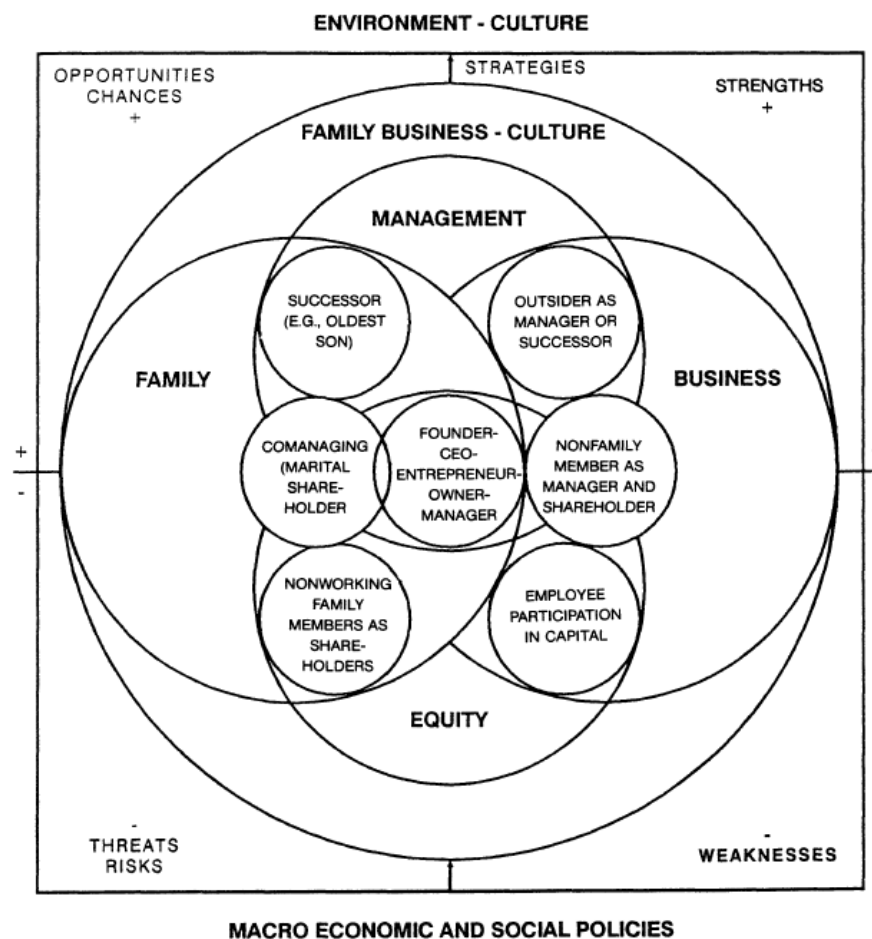 ENVIRONMENT - CULTURE
OPPORTUNITIES
CHANCES
+
STRATEGIES
STRENGTHS
+
FAMILY BUSINESS - CULTURE
MANAGEMENT
SUCCESSOR
(E.G., OLDEST
SON)
OUTSIDER AS
MANAGER OR
SUCCESSOR
FAMILY
BUSINESS
+
-
COMANAGING
(MARITAL
SHARE-
HOLDER
FOUNDER-
CEO-
ENTREPRENEUR-
OWNER-
MANAGER
NONFAMILY
MEMBER AS
MANAGER AND
SHAREHOLDER
NONWORKING
FAMILY
MEMBERS AS
SHARE-
HOLDERS
EMPLOYEE
PARTICIPATION
IN CAPITAL
EQUITY
-
THREATS
RISKS
-
WEAKNESSES
MACRO ECONOMIC AND SOCIAL POLICIES